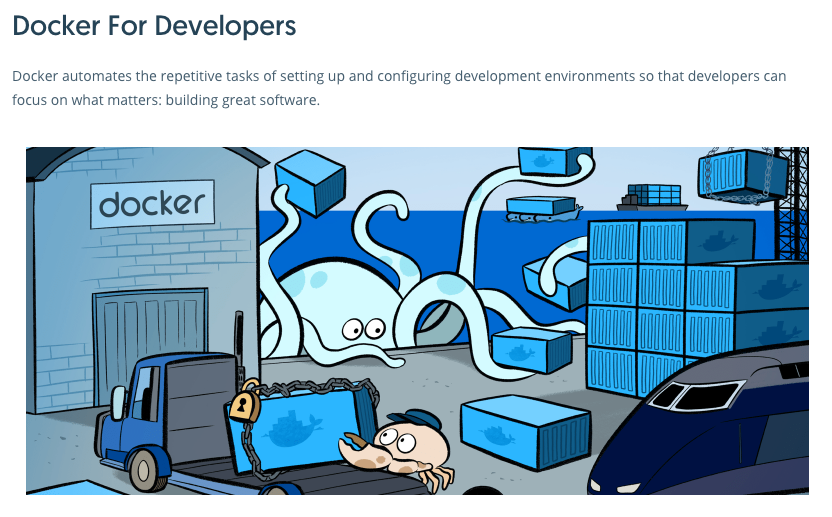 Docker For Developers
Docker automates the repetitive tasks of setting up and configuring development environments so that developers can
focus on what matters: building great software.
docker